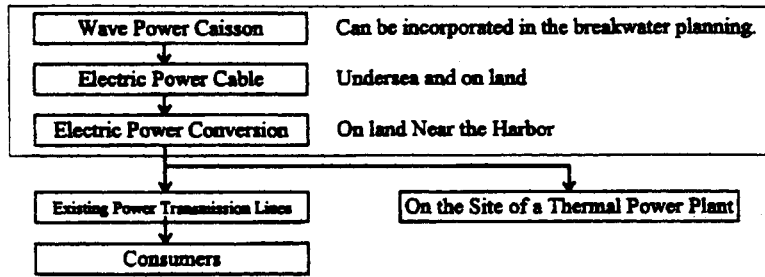 Wave Power Caisson Can be incorporated in the breakwater planning.
Electric Power Cable Undersea and on land
Electric Power Conversion On land Near the Harbor
Existing Power Transmission Lines On the Site of a Thermal Power Plant
Consumers